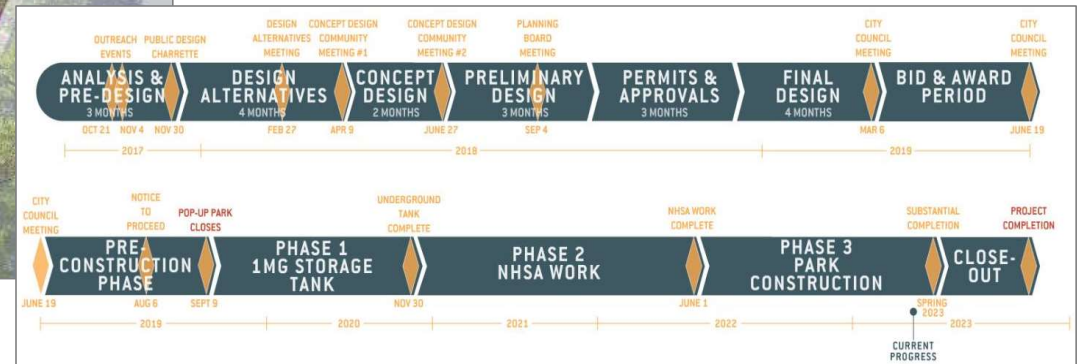 OUTREACH
EVENTS
PUBLIC DESIGN
CHARRETTE
DESIGN
ALTERNATIVES
MEETING
CONCEPT DESIGN
COMMUNITY
MEETING #1
CONCEPT DESIGN
COMMUNITY
MEETING #2
PLANNING
BOARD
MEETING
CITY
COUNCIL
MEETING
CITY
COUNCIL
MEETING
ANALYSIS &
PRE-DESIGN
3 MONTHS
DESIGN
ALTERNATIVES
4 MONTHS
CONCEPT
DESIGN
2 MONTHS
PRELIMINARY
DESIGN
3 MONTHS
PERMITS &
APPROVALS
3 MONTHS
FINAL
DESIGN
4 MONTHS
BID & AWARD
PERIOD
OCT 21
NOV 4
NOV 30
FEB 27
APR 9
JUNE 27
SEP 4
MAR 6
JUNE 19
2017
2018
2019
CITY
COUNCIL
MEETING
NOTICE
TO
PROCEED
POP-UP PARK
CLOSES
UNDERGROUND
TANK
COMPLETE
NHSA WORK
COMPLETE
SUBSTANTIAL
COMPLETION
PROJECT
COMPLETION
PRE-
CONSTRUCTION
PHASE
PHASE 1
1MG STORAGE
TANK
PHASE 2
NHSA WORK
PHASE 3
PARK
CONSTRUCTION
CLOSE-
OUT
JUNE 19
AUG 6
SEPT 9
NOV 30
JUNE 1
SPRING
2023
2019
2020
2021
2022
2023
CURRENT
PROGRESS